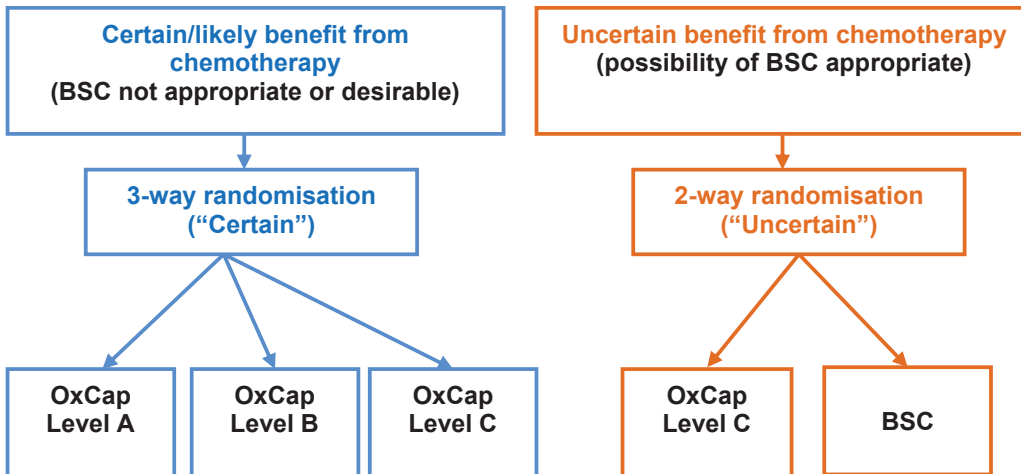 Certain/likely benefit from
chemotherapy
(BSC not appropriate or desirable)
Uncertain benefit from chemotherapy
(possibility of BSC appropriate)
3-way randomisation
(“Certain”)
2-way randomisation
(“Uncertain”)
OxCap
Level A
OxCap
Level B
OxCap
Level C
OxCap
Level C
BSC